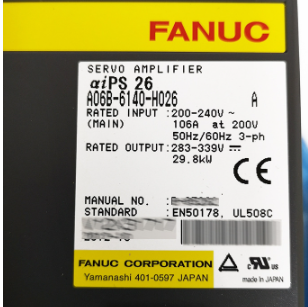 FANUC
SERVO AMPLIFIER
αiPS 26
A06B-6140-H026 A
RATED INPUT :200-240V ~
(MAIN) 106A at 200V
50Hz/60Hz 3-ph
RATED OUTPUT:283-339V ⎓
29.8kW
CE
MANUAL NO. :
STANDARD :EN50178, UL508C
FANUC CORPORATION
Yamanashi 401-0597 JAPAN
made in JAPAN